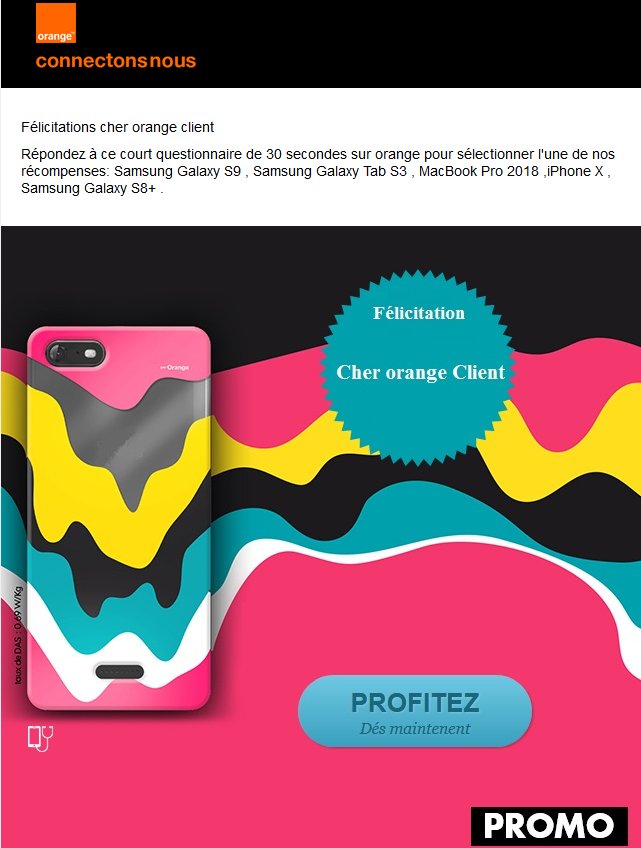 orange™
connectonsnous
Félicitations cher orange client
Répondez à ce court questionnaire de 30 secondes sur orange pour sélectionner l'une de nos
récompenses: Samsung Galaxy S9 , Samsung Galaxy Tab S3 , MacBook Pro 2018 ,iPhone X ,
Samsung Galaxy S8+ .
Félicitation
Cher orange Client
Orange
taux de DAS : 0.69 W/Kg
PROFITEZ
Dés maintenent
PROMO